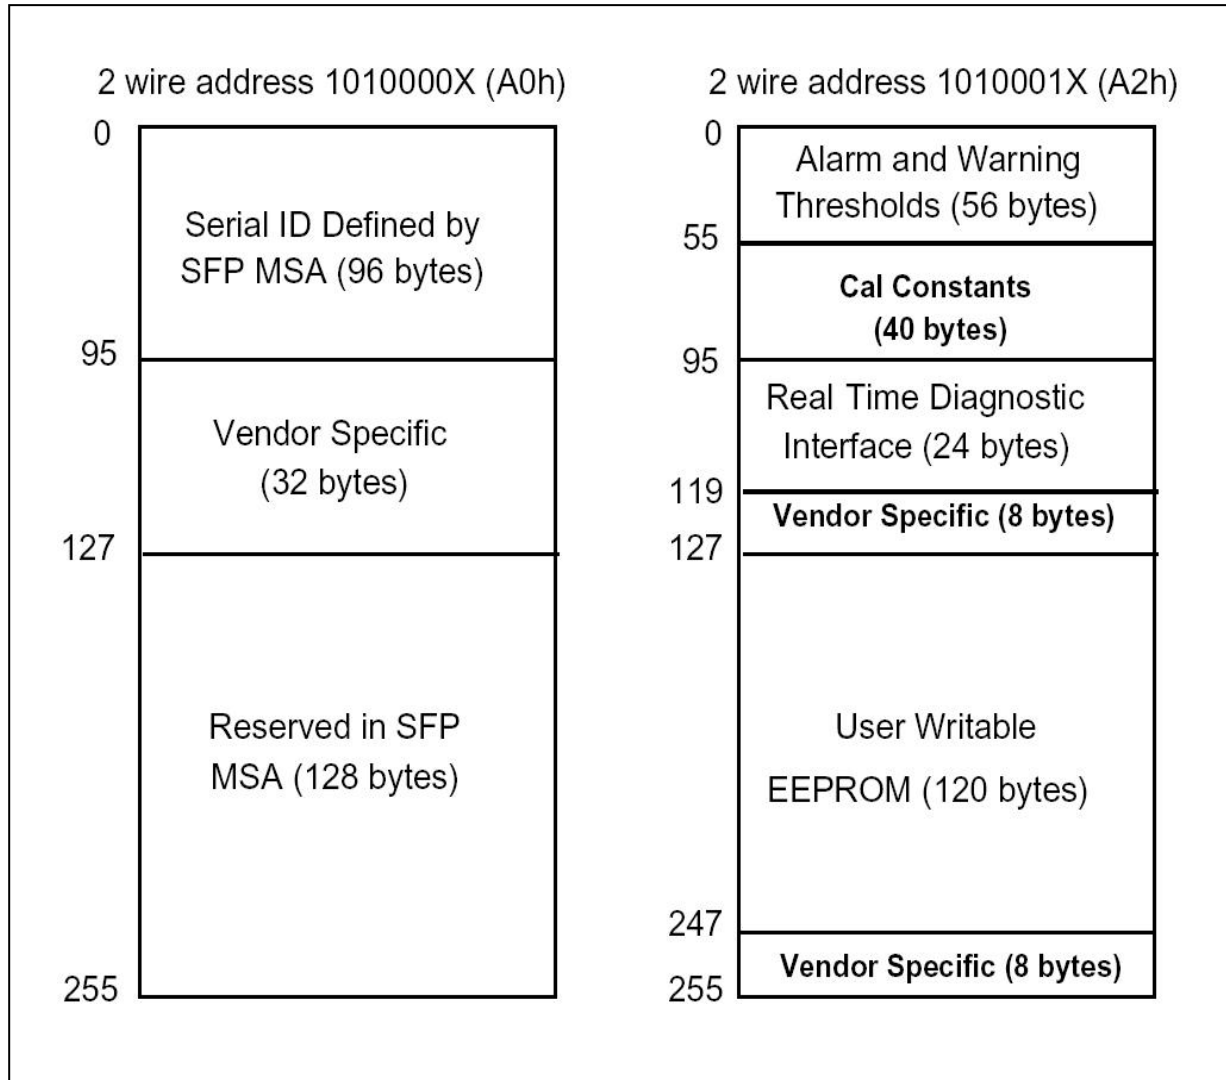 2 wire address 1010000X (A0h)
0
Serial ID Defined by
SFP MSA (96 bytes)
95
Vendor Specific
(32 bytes)
127
Reserved in SFP
MSA (128 bytes)
255
2 wire address 1010001X (A2h)
0
Alarm and Warning
Thresholds (56 bytes)
55
Cal Constants
(40 bytes)
95
Real Time Diagnostic
Interface (24 bytes)
119
Vendor Specific (8 bytes)
127
User Writable
EEPROM (120 bytes)
247
Vendor Specific (8 bytes)
255